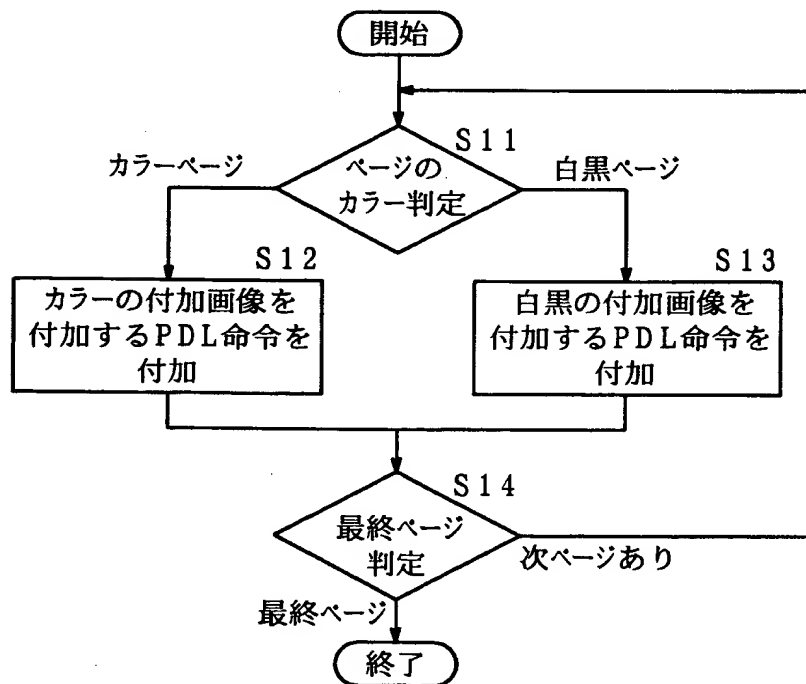 開始
S11
カラーページ
ページの
カラー判定
白黒ページ
S12
カラーの付加画像を
付加するPDL命令を
付加
S13
白黒の付加画像を
付加するPDL命令を
付加
S14
最終ページ
判定
次ページあり
最終ページ
終了